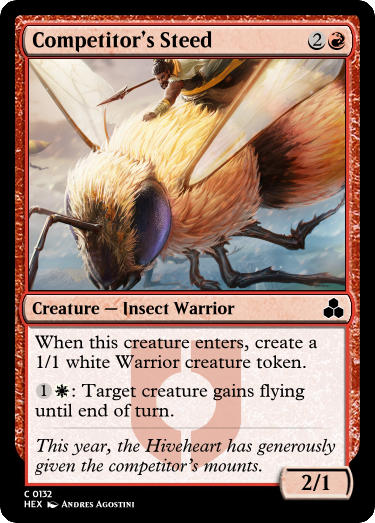 Competitor's Steed 2
Creature — Insect Warrior
When this creature enters, create a
1/1 white Warrior creature token.
1 : Target creature gains flying
until end of turn.
This year, the Hiveheart has generously
given the competitor's mounts.
2/1
C 0132
HEX Andres Agostini